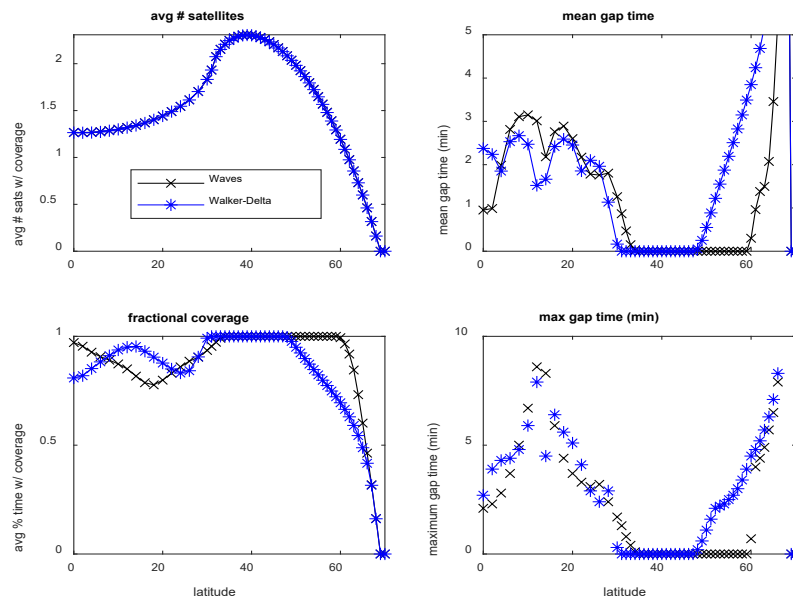 avg # satellites
avg # sats w/ coverage
2
1.5
1
0.5
0
0
20
40
60
Waves
Walker-Delta
mean gap time
mean gap time (min)
5
4
3
2
1
0
0
20
40
60
fractional coverage
avg % time w/ coverage
1
0.5
0
0
20
40
60
latitude
max gap time (min)
maximum gap time (min)
10
5
0
0
20
40
60
latitude